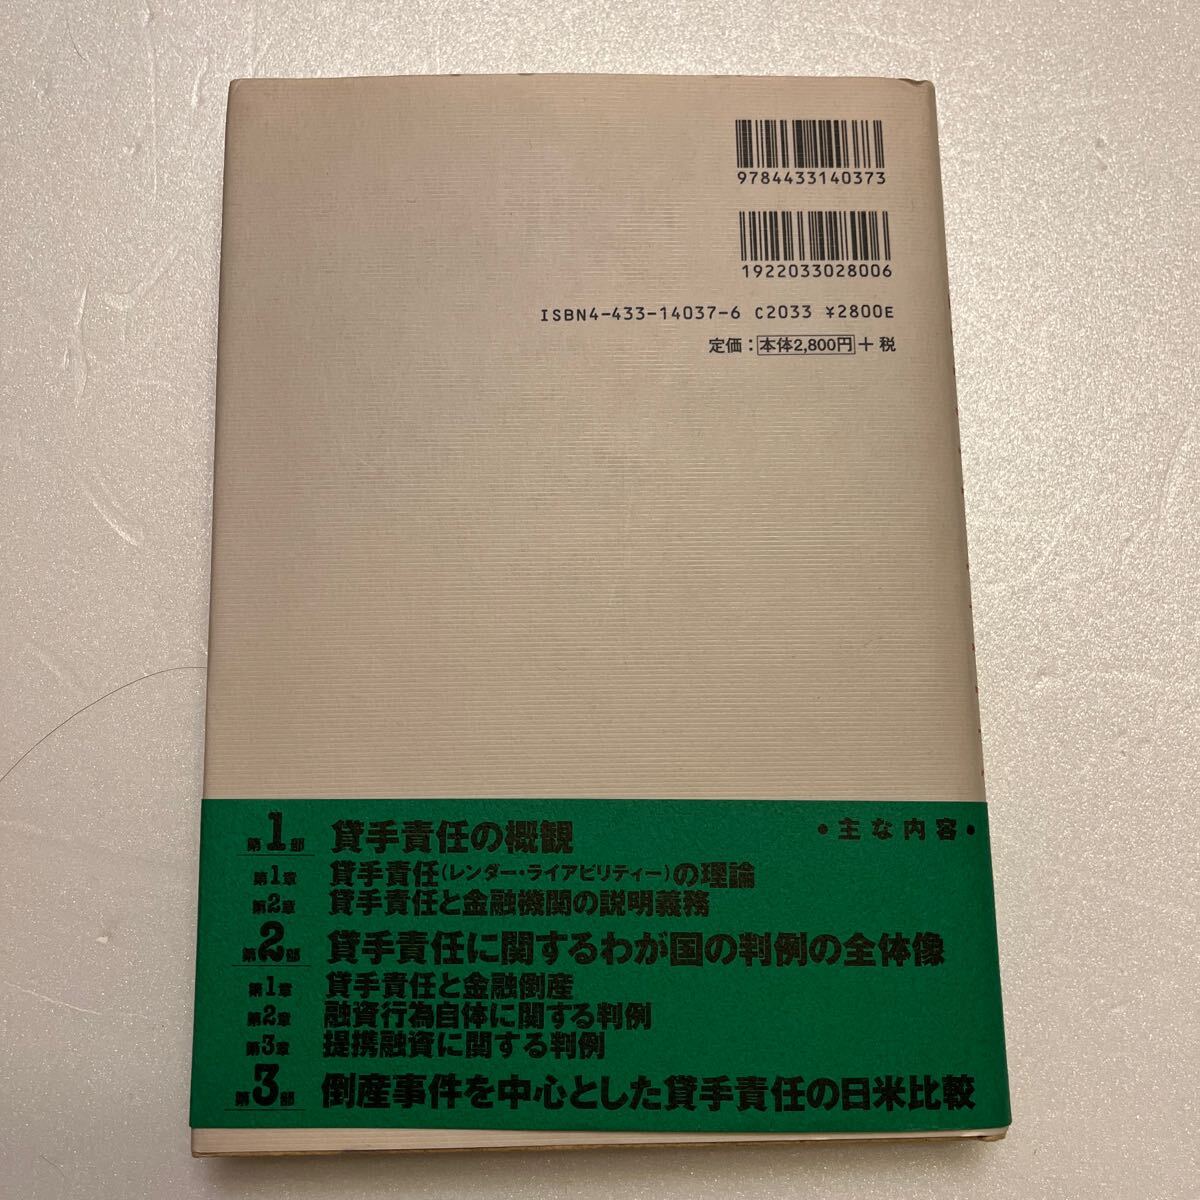 9784433140373
1922033028006
ISBN4-433-14037-6 C2033 ¥2800E
定価：本体2,800円＋税
・主な内容・
第1部 貸手責任の概観
第1章 貸手責任(レンダー・ライアビリティー)の理論
第2章 貸手責任と金融機関の説明義務
第2部 貸手責任に関するわが国の判例の全体像
第1章 貸手責任と金融倒産
第2章 融資行為自体に関する判例
第3章 提携融資に関する判例
第3部 倒産事件を中心とした貸手責任の日米比較